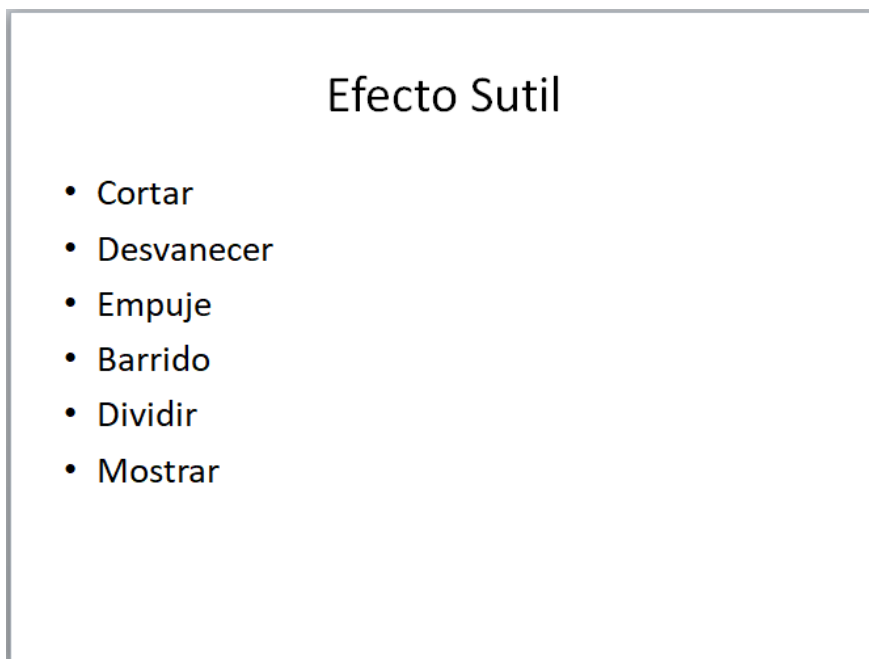 Efecto Sutil
• Cortar
• Desvanecer
• Empuje
• Barrido
• Dividir
• Mostrar